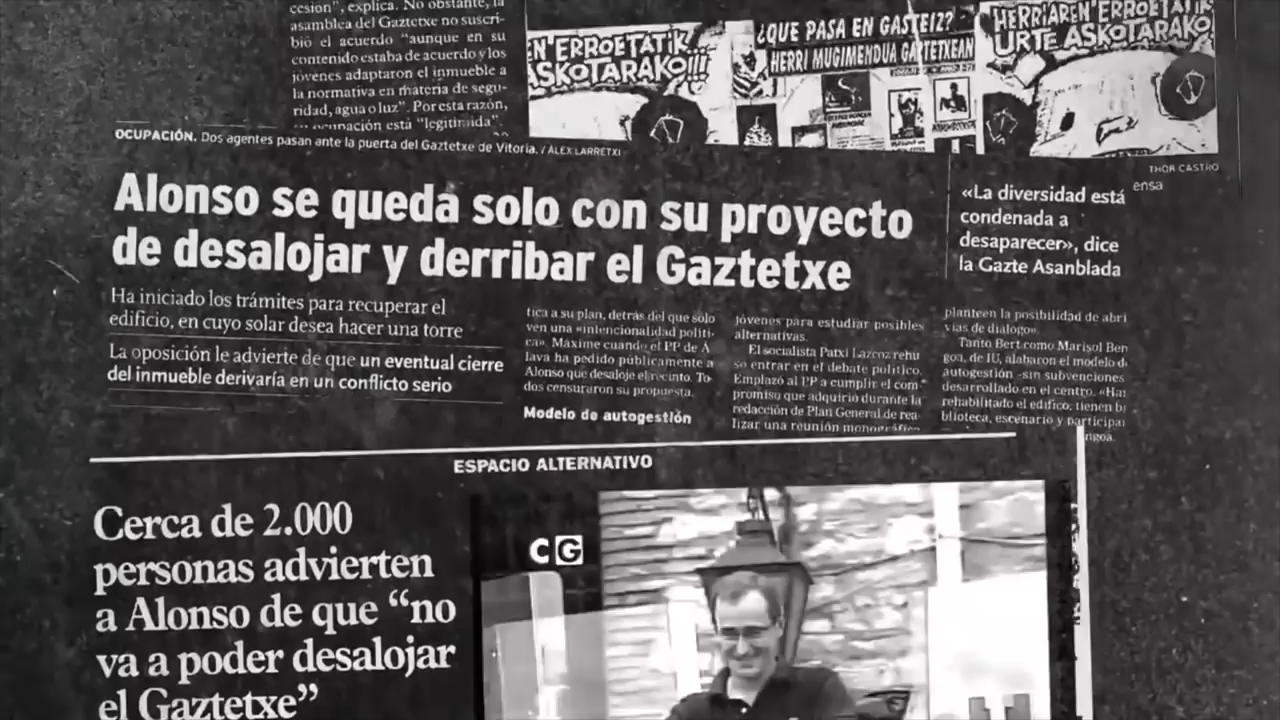 cesión", explica. No obstante, la
asamblea del Gaztetxe no suscri-
bió el acuerdo "aunque en su
contenido estaba de acuerdo y los
jóvenes adaptaron el inmueble a
la normativa en materia de segu-
ridad, agua o luz". Por esta razón,
ocupación está "legitimida".
N'ERROETATIK
ASKOTARAKO!!!
¿QUE PASA EN GASTEIZ?
HERRI MUGIMENDUA GAZTETXEAN
HERRIAREN ERROETATIK
URTE ASKOTARAKO
OCUPACIÓN. Dos agentes pasan ante la puerta del Gaztetxe de Vitoria. / ÁLEX LARRETXI
THOR CASTRO
ensa
Alonso se queda solo con su proyecto
de desalojar y derribar el Gaztetxe
«La diversidad está
condenada a
desaparecer», dice
la Gazte Asanblada
Ha iniciado los trámites para recuperar el
edificio, en cuyo solar desea hacer una torre
La oposición le advierte de que un eventual cierre
del inmueble derivaría en un conflicto serio
tica a su plan, detrás del que sólo
ven una «intencionalidad políti-
ca». Máxime cuando el PP de Á
lava ha pedido públicamente a
Alonso que desaloje el recinto. To
dos censuraron su propuesta.
Modelo de autogestión
jóvenes para estudiar posibles
alternativas.
El socialista Patxi Lazcoz rehu
só entrar en el debate político.
Emplazó al PP a cumplir el com-
promiso que adquirió durante la
redacción de Plan General de rea-
lizar una reunión monográfica
planteen la posibilidad de abri
vías de diálogo».
Tanto Bert como Marisol Ben
goa, de IU, alabaron el modelo d
autogestión -sin subvenciones
desarrollado en el centro. «Han
rehabilitado el edifico, tienen bi
blioteca, escenario y participar
ngoa.
ESPACIO ALTERNATIVO
Cerca de 2.000
personas advierten
a Alonso de que "no
va a poder desalojar
el Gaztetxe"
CG